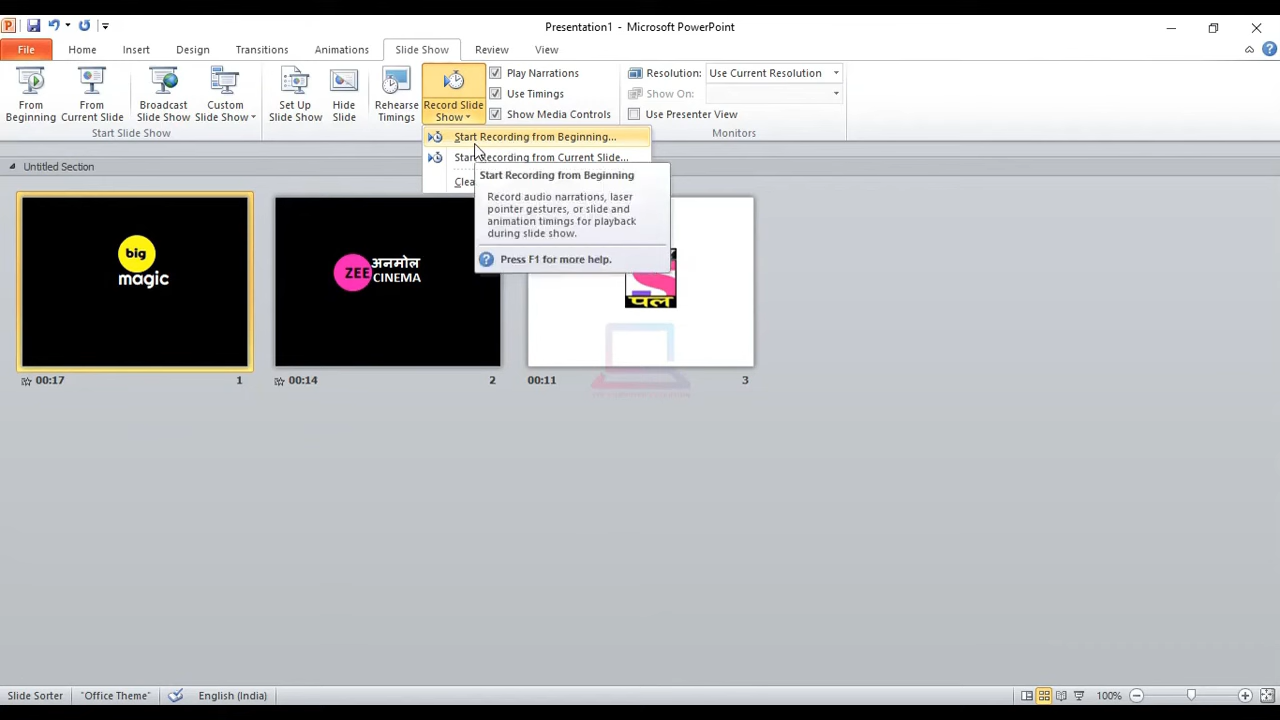 Presentation1 - Microsoft PowerPoint
File Home Insert Design Transitions Animations Slide Show Review View
From Beginning
From Current Slide
Broadcast Slide Show
Custom Slide Show
Set Up Slide Show
Hide Slide
Rehearse Timings
Record Slide Show
Play Narrations
Use Timings
Show Media Controls
Resolution: Use Current Resolution
Show On:
Use Presenter View
Start Slide Show
Monitors
Start Recording from Beginning...
Start Recording from Current Slide...
Clea
Start Recording from Beginning
Record audio narrations, laser
pointer gestures, or slide and
animation timings for playback
during slide show.
Press F1 for more help.
Untitled Section
big
magic
ZEE अनमोल
CINEMA
पल
00:17 1
00:14 2
00:11 3
Slide Sorter "Office Theme" English (India) 100%